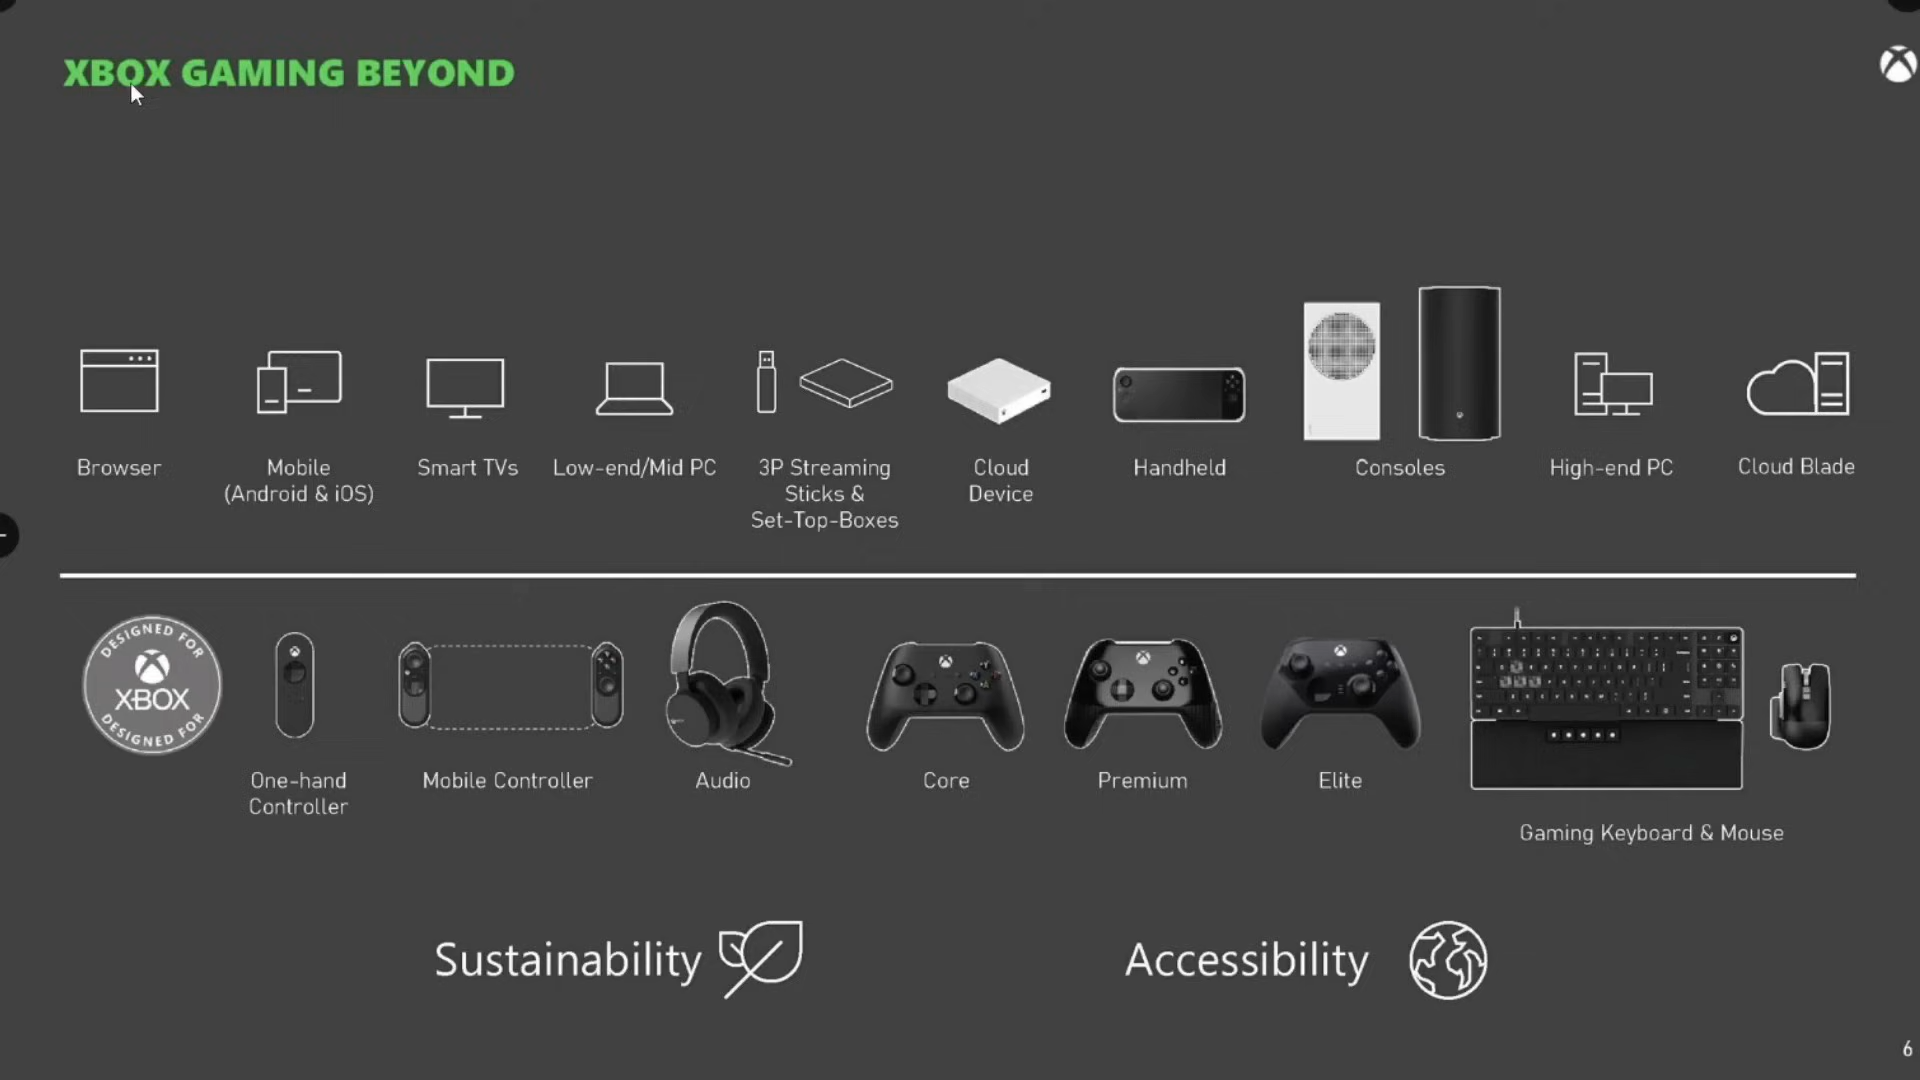 XBOX GAMING BEYOND
Browser
Mobile
(Android & iOS)
Smart TVs
Low-end/Mid PC
3P Streaming
Sticks &
Set-Top-Boxes
Cloud
Device
Handheld
Consoles
High-end PC
Cloud Blade
DESIGNED FOR
XBOX
DESIGNED FOR
One-hand
Controller
Mobile Controller
Audio
Core
Premium
Elite
Gaming Keyboard & Mouse
Sustainability
Accessibility
6